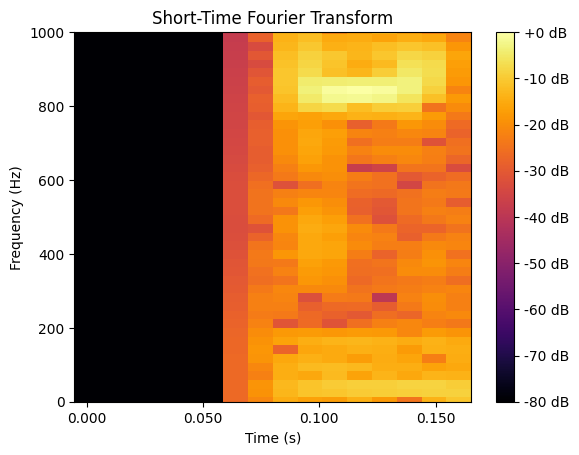 Short-Time Fourier Transform
Frequency (Hz)
1000
800
600
400
200
0
0.000
0.050
0.100
0.150
Time (s)
+0 dB
-10 dB
-20 dB
-30 dB
-40 dB
-50 dB
-60 dB
-70 dB
-80 dB